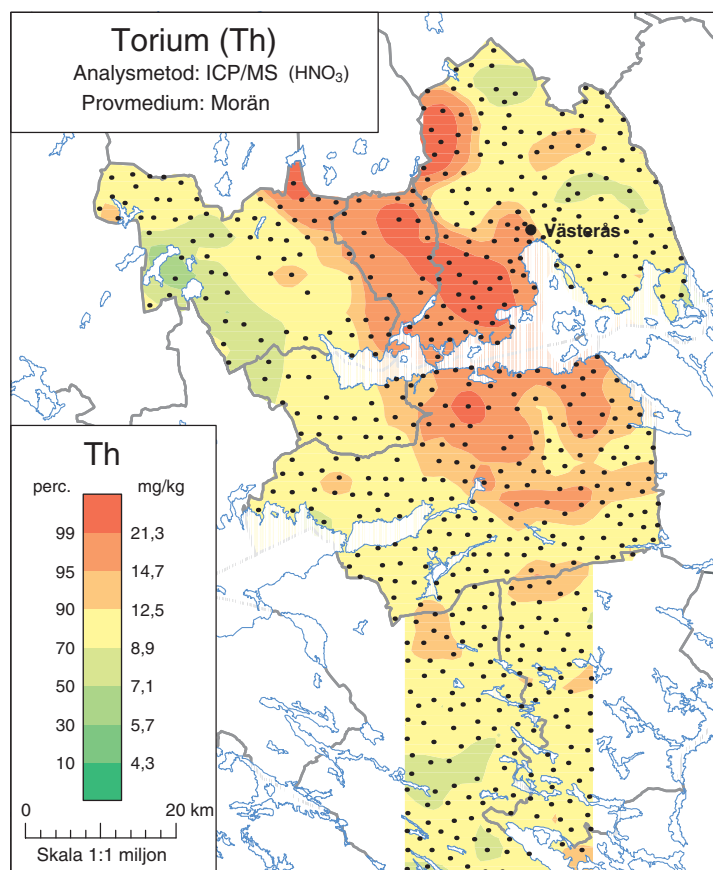 Torium (Th)
Analysmetod: ICP/MS (HNO₃)
Provmedium: Morän
Västerås
Th
perc. mg/kg
99 21,3
95 14,7
90 12,5
70 8,9
50 7,1
30 5,7
10 4,3
0 20 km
Skala 1:1 miljon